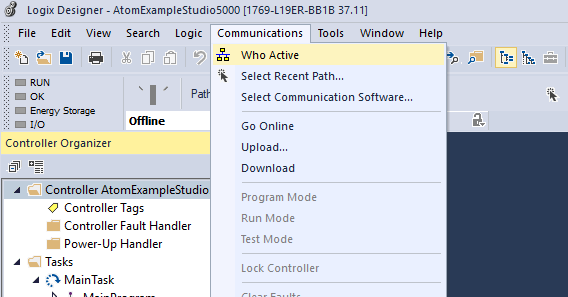 Logix Designer - AtomExampleStudio5000 [1769-L19ER-BB1B 37.11]
File Edit View Search Logic Communications Tools Window Help
Who Active
Select Recent Path...
Select Communication Software...
Go Online
Upload...
Download
Program Mode
Run Mode
Test Mode
Lock Controller
Clear Faults
RUN
OK
Energy Storage
I/O
Path
Offline
Controller Organizer
Controller AtomExampleStudio
Controller Tags
Controller Fault Handler
Power-Up Handler
Tasks
MainTask
MainProgram